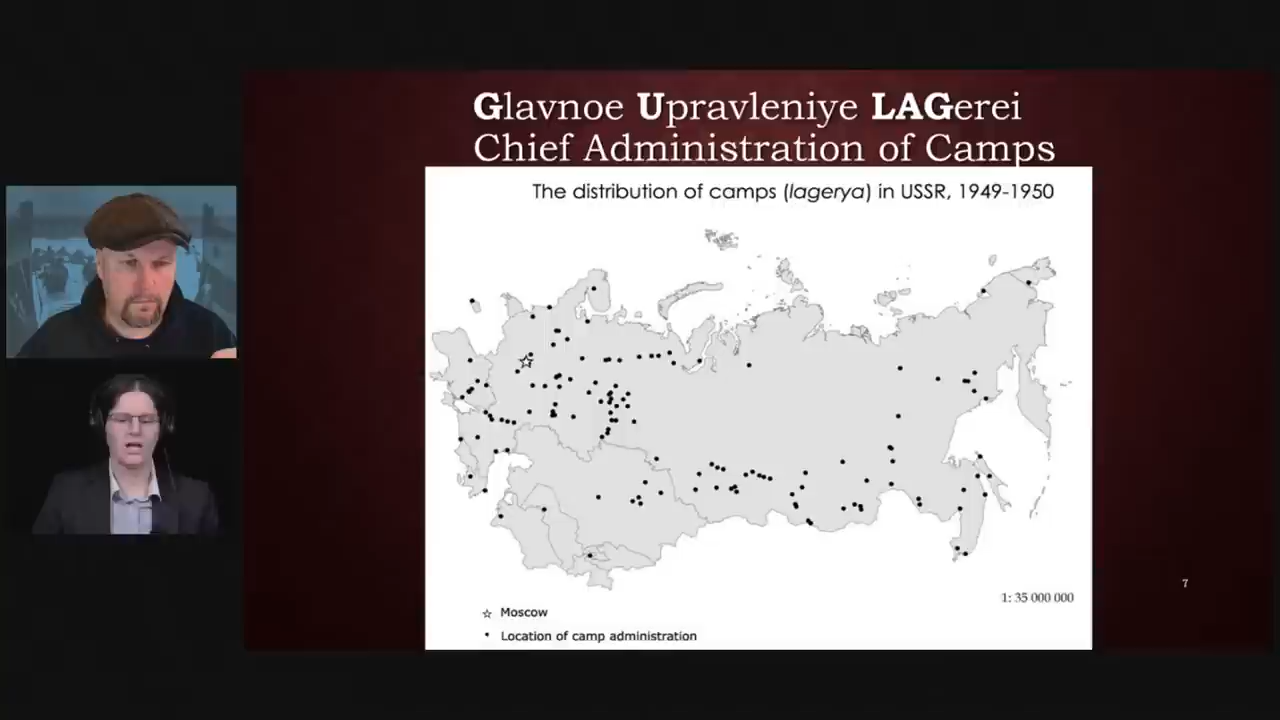 Glavnoe Upravleniye LAGerei
Chief Administration of Camps
The distribution of camps (lagerya) in USSR, 1949-1950
7
1: 35 000 000
Moscow
Location of camp administration